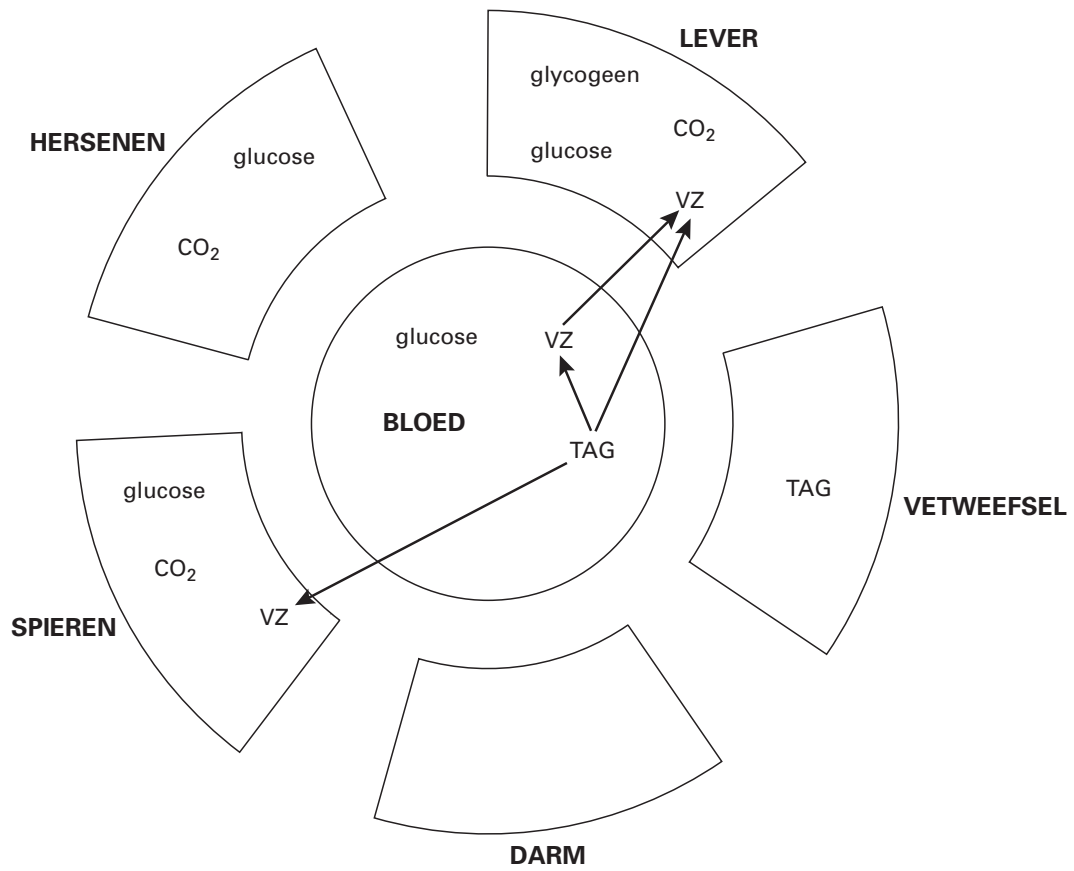 LEVER
glycogeen
CO₂
glucose
VZ
HERSENEN
glucose
CO₂
glucose
VZ
BLOED
TAG
TAG
VETWEEFSEL
glucose
CO₂
VZ
SPIEREN
DARM